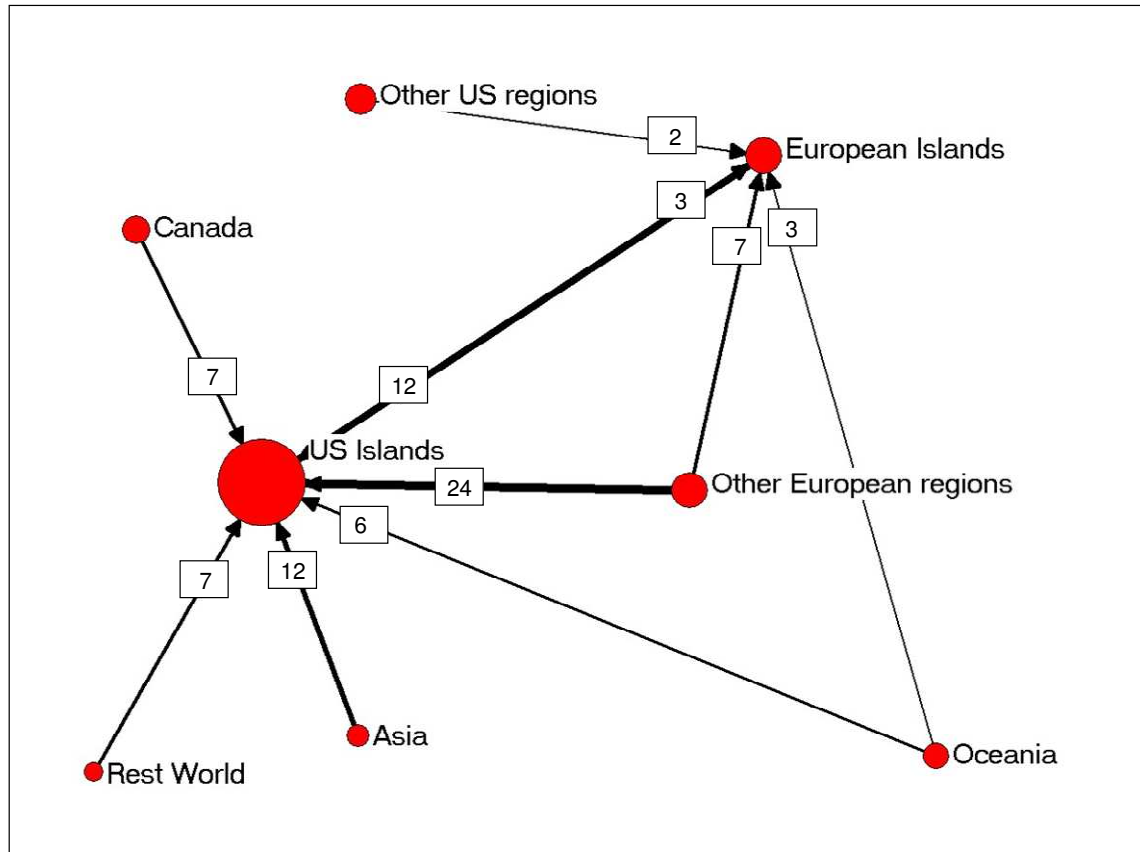 Other US regions
2
European Islands
3
Canada
3
7
7
12
US Islands
24
Other European regions
6
12
7
Asia
Oceania
Rest World